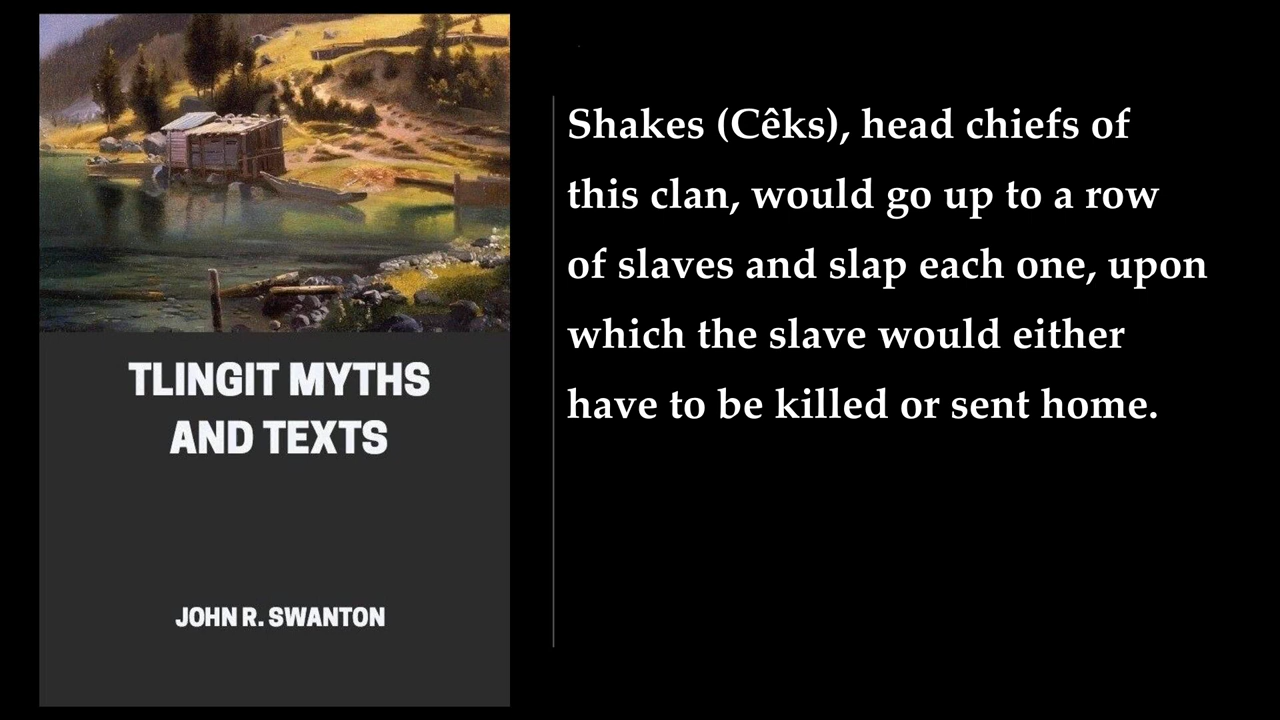 TLINGIT MYTHS
AND TEXTS
JOHN R. SWANTON
Shakes (Cêks), head chiefs of
this clan, would go up to a row
of slaves and slap each one, upon
which the slave would either
have to be killed or sent home.